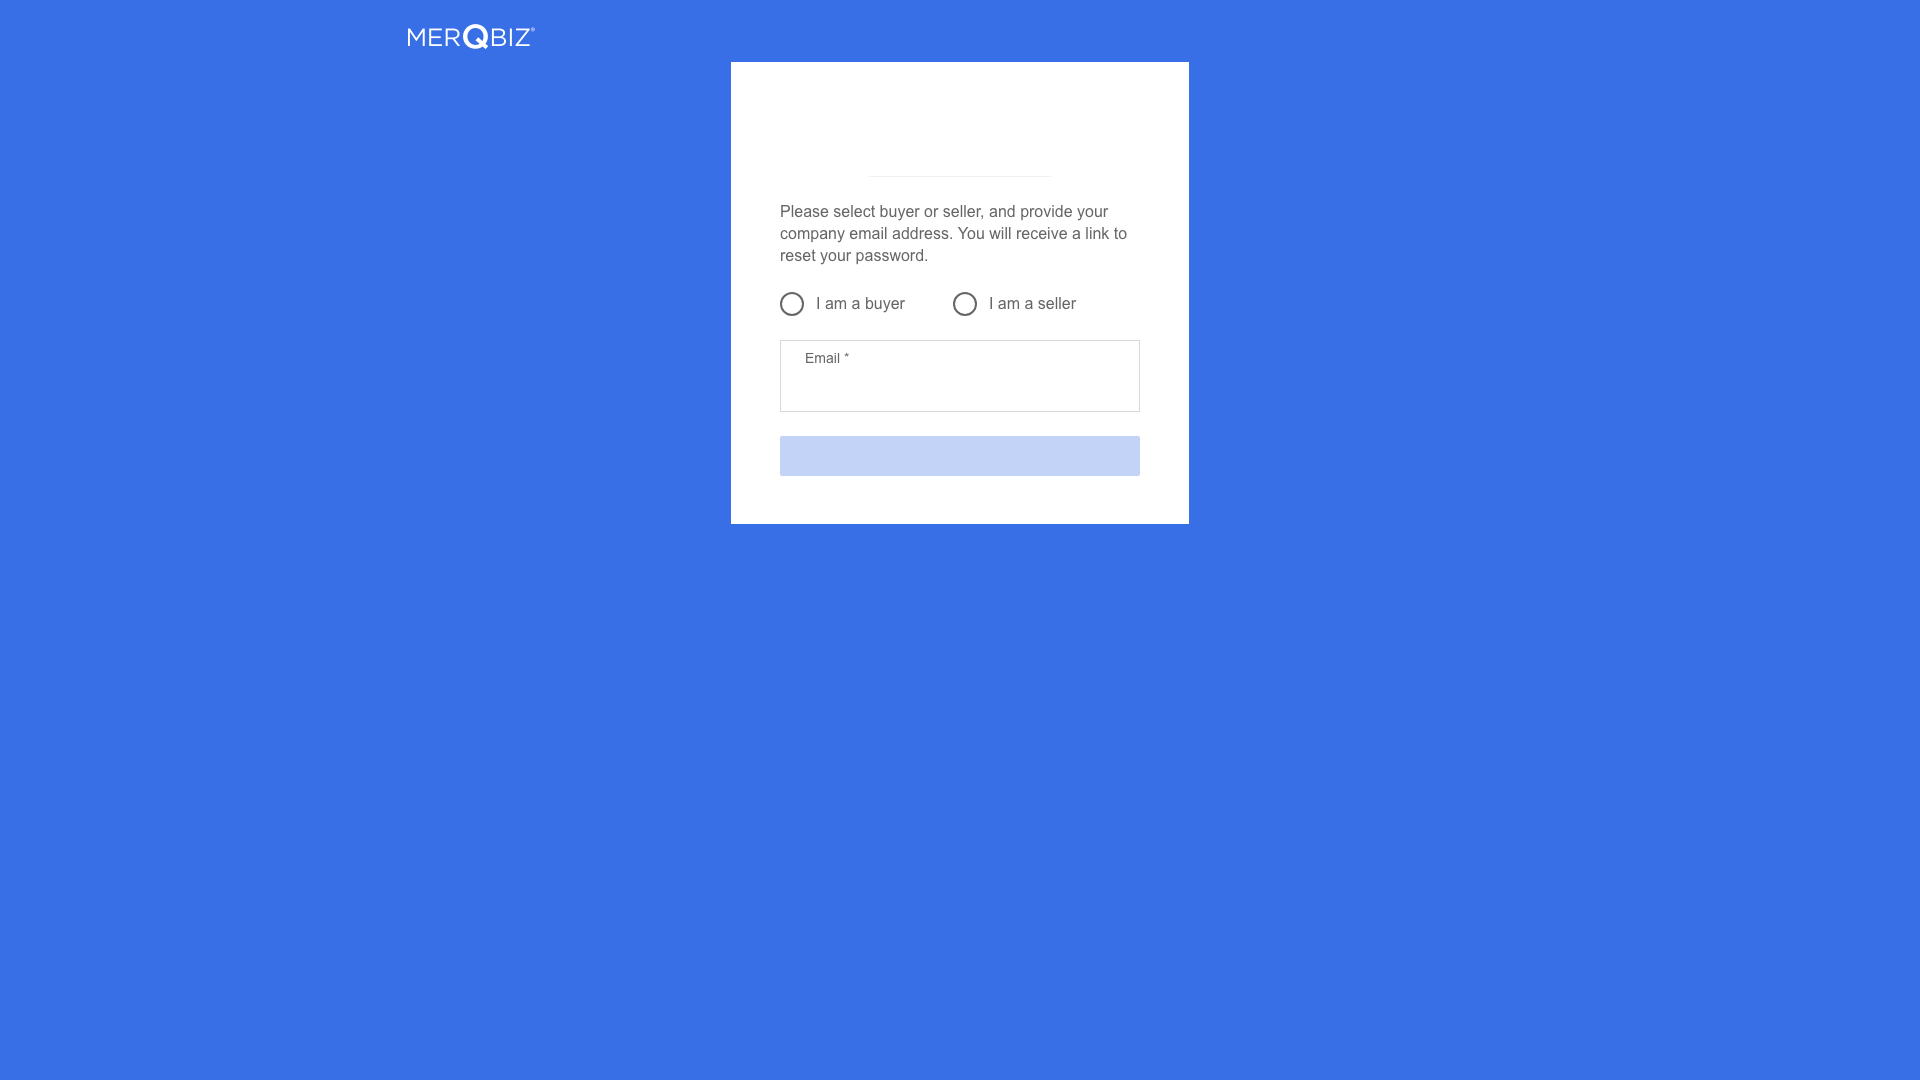 MERQBIZ®
Please select buyer or seller, and provide your
company email address. You will receive a link to
reset your password.
I am a buyer
I am a seller
Email *